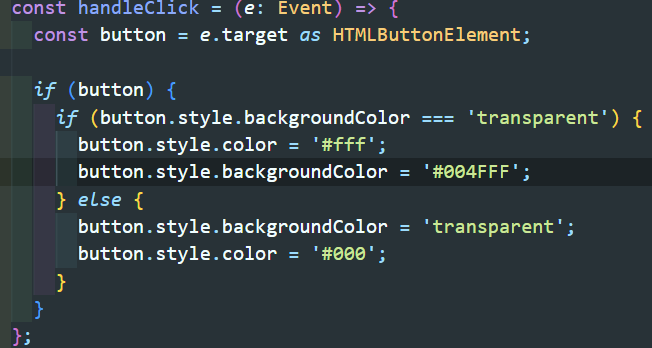 const handleClick = (e: Event) => {
  const button = e.target as HTMLButtonElement;

  if (button) {
    if (button.style.backgroundColor === 'transparent') {
      button.style.color = '#fff';
      button.style.backgroundColor = '#004FFF';
    } else {
      button.style.backgroundColor = 'transparent';
      button.style.color = '#000';
    }
  }
};